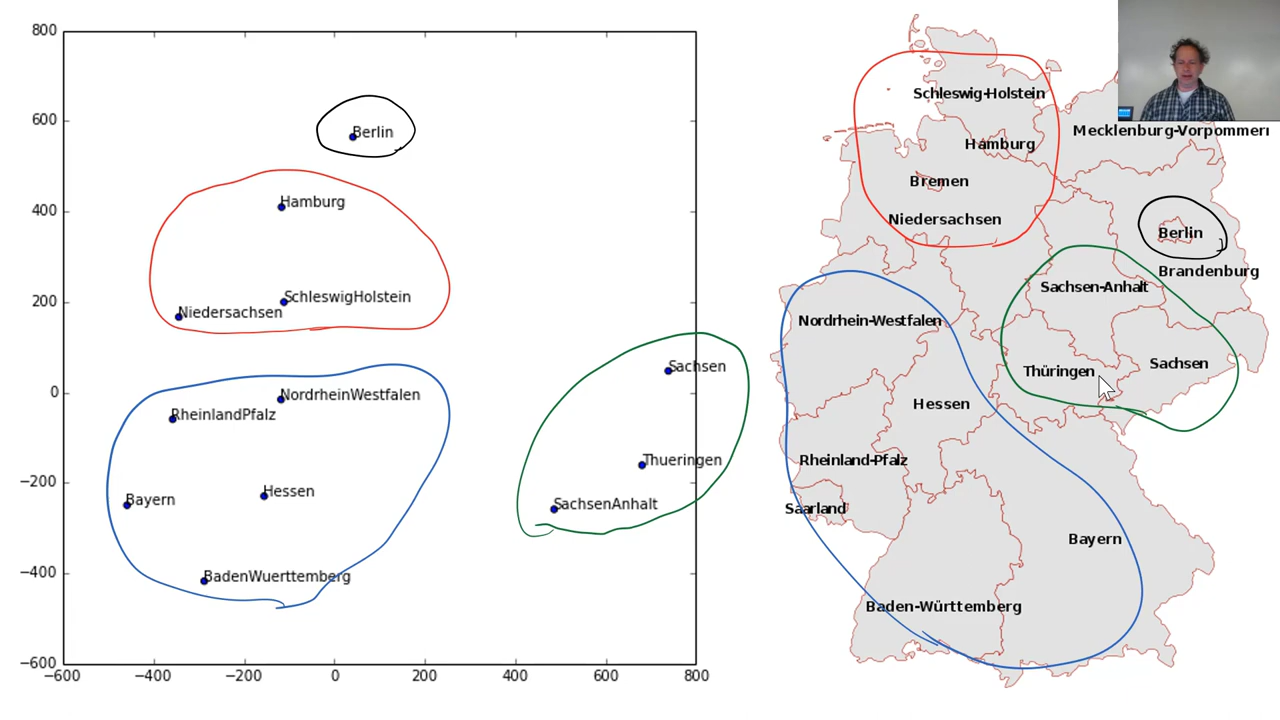 800
600
400
200
0
−200
−400
−600
−600
−400
−200
0
200
400
600
800
Berlin
Hamburg
SchleswigHolstein
Niedersachsen
Sachsen
NordrheinWestfalen
RheinlandPfalz
Thueringen
Hessen
Bayern
SachsenAnhalt
BadenWuerttemberg
Schleswig-Holstein
Mecklenburg-Vorpommern
Hamburg
Bremen
Niedersachsen
Berlin
Brandenburg
Sachsen-Anhalt
Nordrhein-Westfalen
Sachsen
Thüringen
Hessen
Rheinland-Pfalz
Saarland
Bayern
Baden-Württemberg